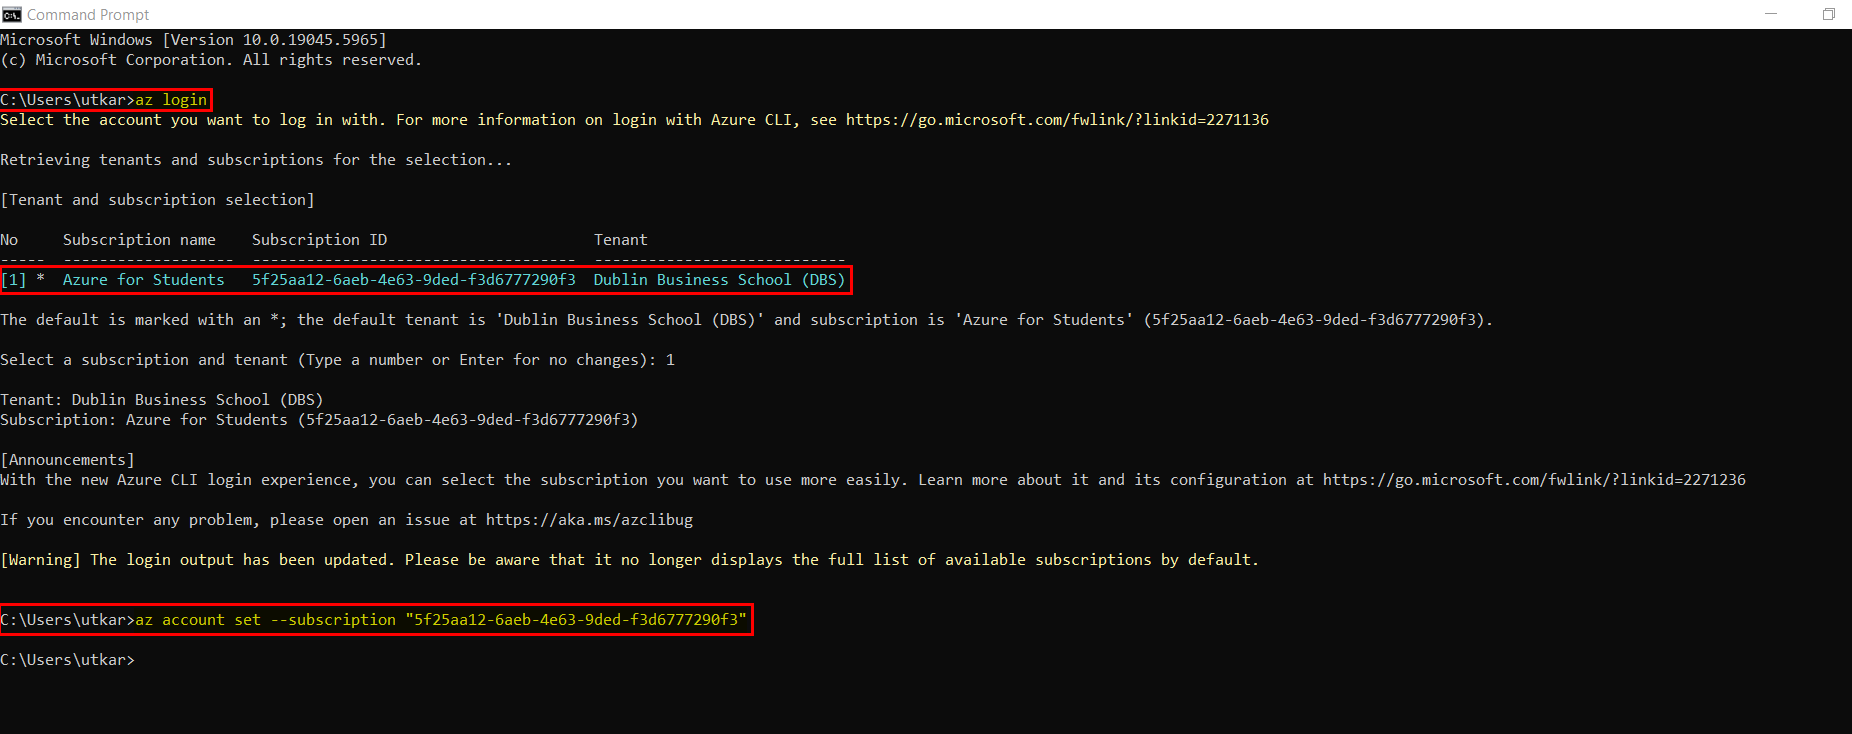 Command Prompt
Microsoft Windows [Version 10.0.19045.5965]
(c) Microsoft Corporation. All rights reserved.
C:\Users\utkar>az login
Select the account you want to log in with. For more information on login with Azure CLI, see https://go.microsoft.com/fwlink/?linkid=2271136
Retrieving tenants and subscriptions for the selection...
[Tenant and subscription selection]
No     Subscription name    Subscription ID                       Tenant
-----  -------------------  ------------------------------------  ----------------------------
[1] *  Azure for Students   5f25aa12-6aeb-4e63-9ded-f3d6777290f3  Dublin Business School (DBS)
The default is marked with an *; the default tenant is 'Dublin Business School (DBS)' and subscription is 'Azure for Students' (5f25aa12-6aeb-4e63-9ded-f3d6777290f3).
Select a subscription and tenant (Type a number or Enter for no changes): 1
Tenant: Dublin Business School (DBS)
Subscription: Azure for Students (5f25aa12-6aeb-4e63-9ded-f3d6777290f3)
[Announcements]
With the new Azure CLI login experience, you can select the subscription you want to use more easily. Learn more about it and its configuration at https://go.microsoft.com/fwlink/?linkid=2271236
If you encounter any problem, please open an issue at https://aka.ms/azclibug
[Warning] The login output has been updated. Please be aware that it no longer displays the full list of available subscriptions by default.
C:\Users\utkar>az account set --subscription "5f25aa12-6aeb-4e63-9ded-f3d6777290f3"
C:\Users\utkar>